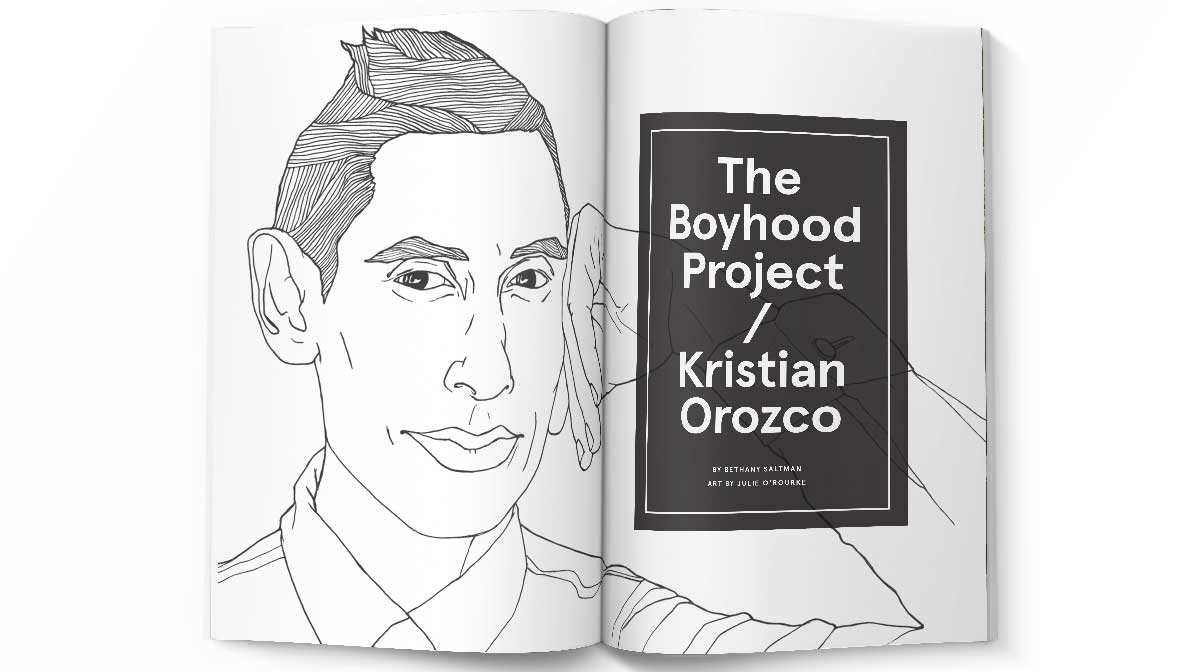 The
Boyhood
Project
/
Kristian
Orozco
BY BETHANY SALTMAN
ART BY JULIE O'ROURKE